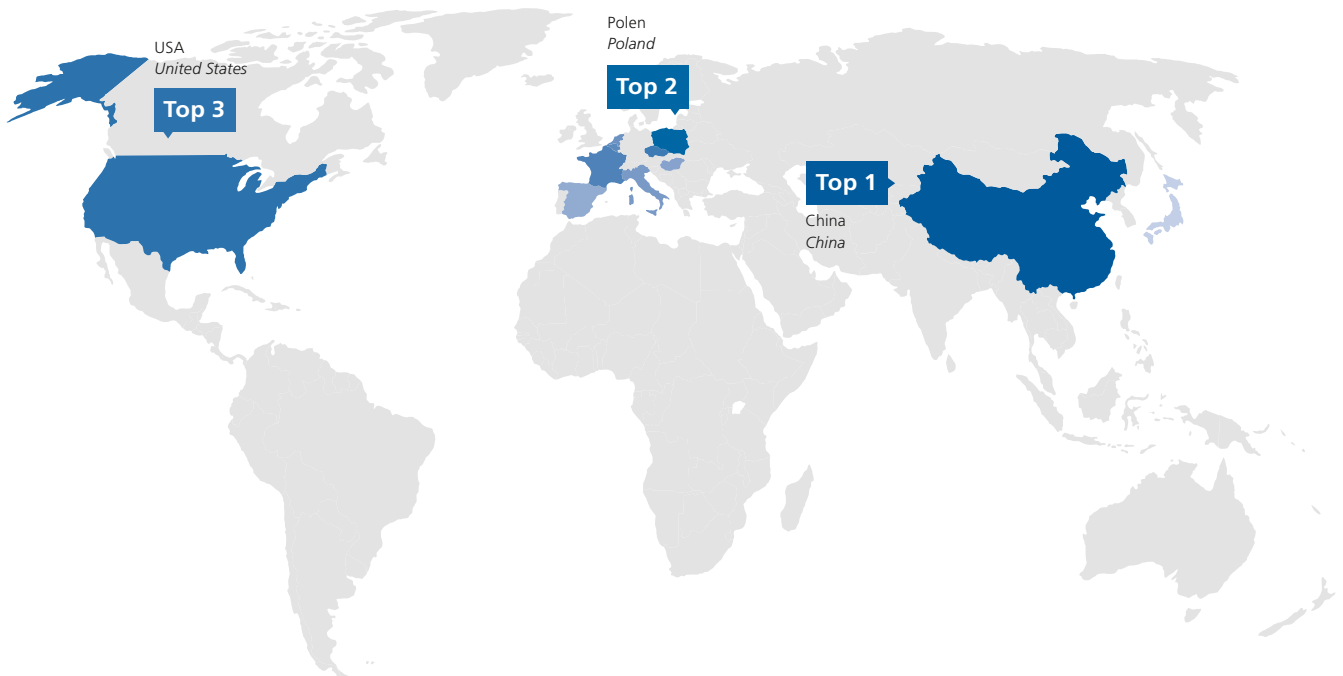 USA
United States
Top 3
Polen
Poland
Top 2
Top 1
China
China